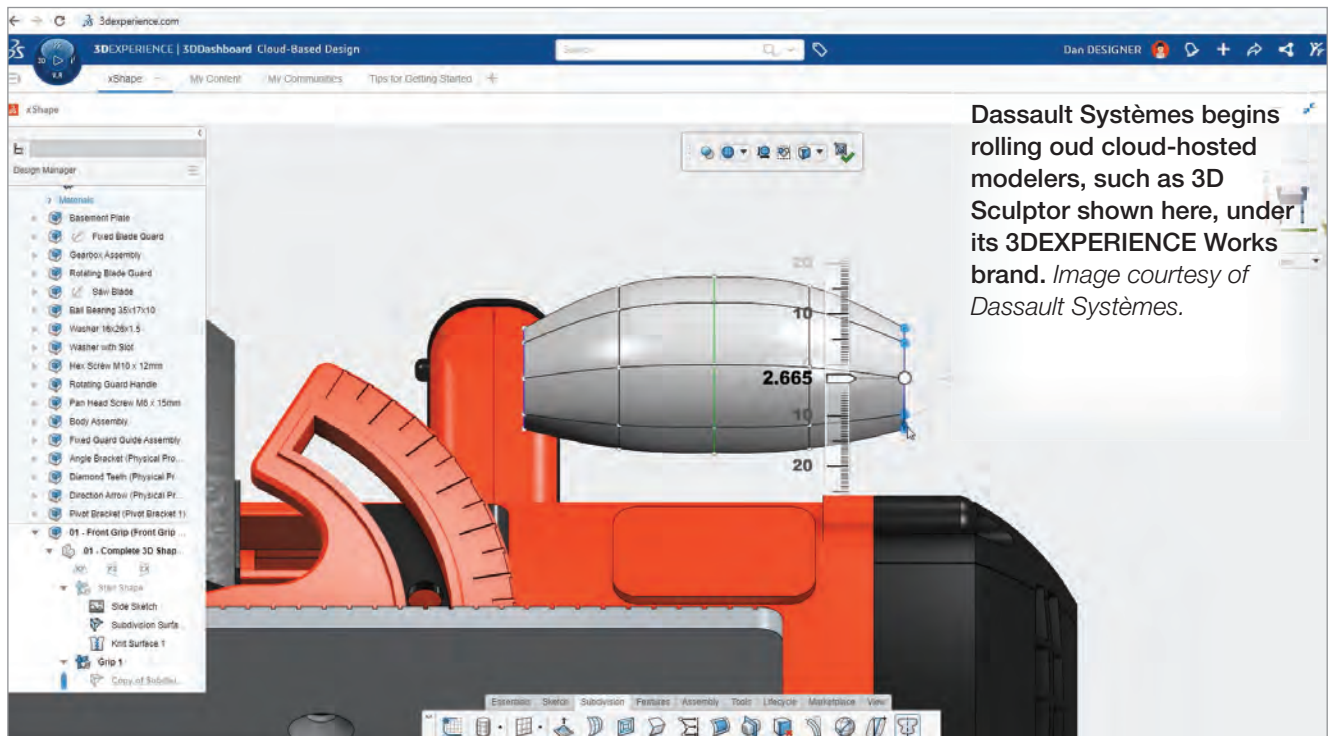 3dexperience.com
3DEXPERIENCE | 3DDashboard Cloud-Based Design
Search
Dan DESIGNER
3D
V.R
xShape
My Content
My Communities
Tips for Getting Started
xShape
Design Manager
Materials
Basement Plate
Fixed Blade Guard
Gearbox Assembly
Rotating Blade Guard
Saw Blade
Ball Bearing 35x17x10
Washer 16x26x1.5
Washer with Slot
Hex Screw M10 x 12mm
Rotating Guard Handle
Pan Head Screw M6 x 15mm
Body Assembly
Fixed Guard Guide Assembly
Angle Bracket (Physical Pro...
Diamond Teeth (Physical Pr...
Direction Arrow (Physical Pr...
Pivot Bracket (Pivot Bracket 1)
01 - Front Grip (Front Grip ...
01 - Complete 3D Shap...
Start Shape
Side Sketch
Subdivision Surfa...
Knit Surface 1
Grip 1
Copy of Subdivi...
20
10
2.665
10
20
Dassault Systèmes begins
rolling oud cloud-hosted
modelers, such as 3D
Sculptor shown here, under
its 3DEXPERIENCE Works
brand. Image courtesy of
Dassault Systèmes.
Essentials Sketch Subdivision Features Assembly Tools Lifecycle Marketplace View